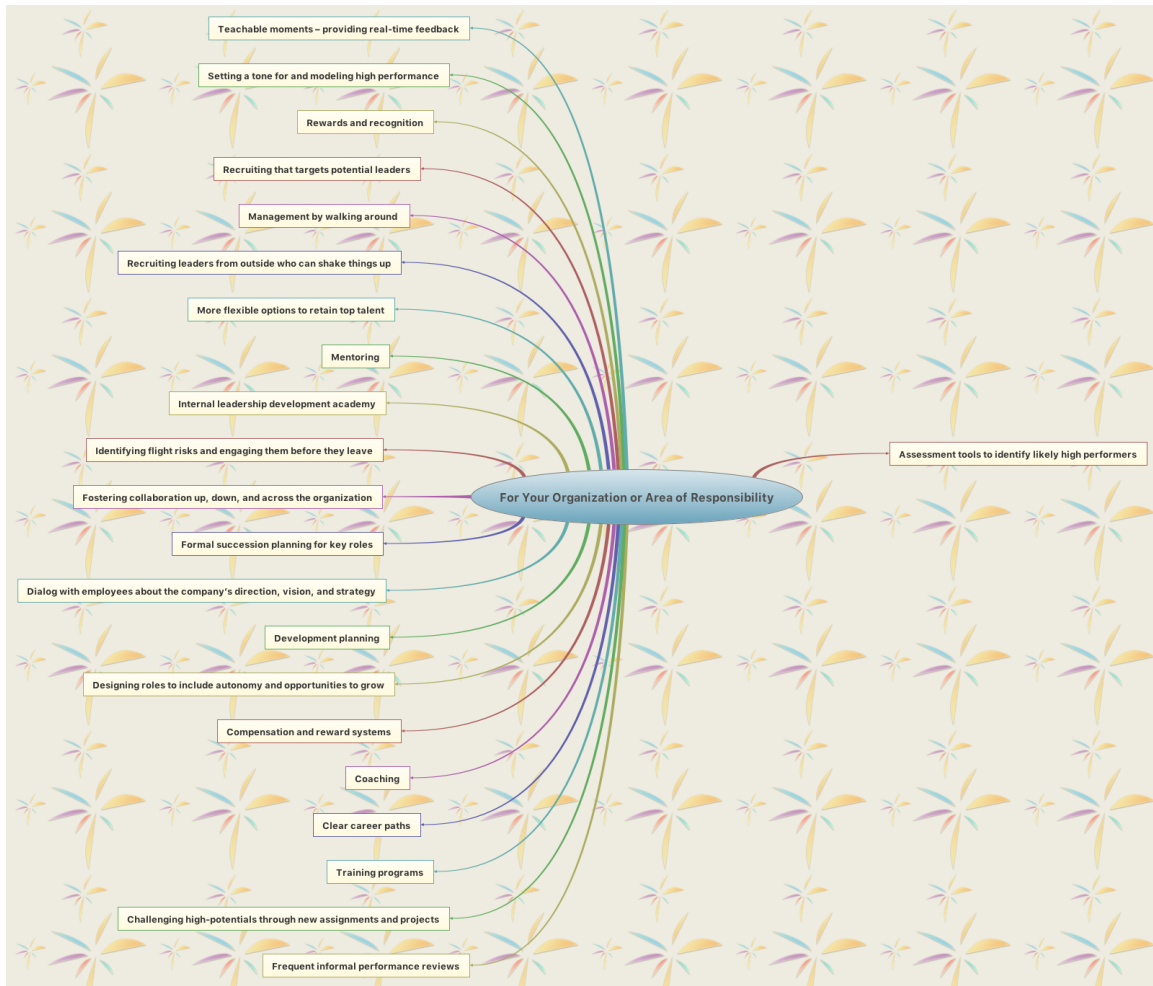 Teachable moments – providing real-time feedback
Setting a tone for and modeling high performance
Rewards and recognition
Recruiting that targets potential leaders
Management by walking around
Recruiting leaders from outside who can shake things up
More flexible options to retain top talent
Mentoring
Internal leadership development academy
Identifying flight risks and engaging them before they leave
Assessment tools to identify likely high performers
Fostering collaboration up, down, and across the organization
For Your Organization or Area of Responsibility
Formal succession planning for key roles
Dialog with employees about the company's direction, vision, and strategy
Development planning
Designing roles to include autonomy and opportunities to grow
Compensation and reward systems
Coaching
Clear career paths
Training programs
Challenging high-potentials through new assignments and projects
Frequent informal performance reviews